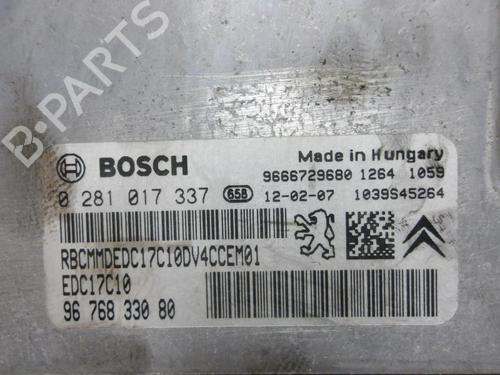 B-PARTS
BOSCH
Made in Hungary
9666729680 1264 1059
0 281 017 337 658 12-02-07 1039S45264
RBCMMDEDC17C10DV4CCEM01
EDC17C10
96 768 330 80